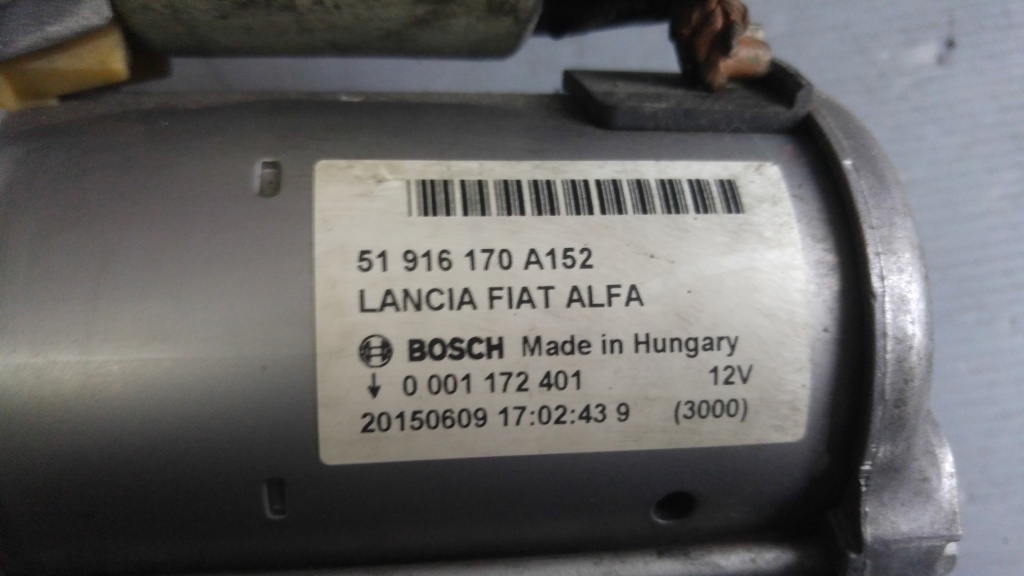 51 916 170 A152
LANCIA FIAT ALFA
BOSCH Made in Hungary
0 001 172 401 12V
20150609 17:02:43 9 (3000)